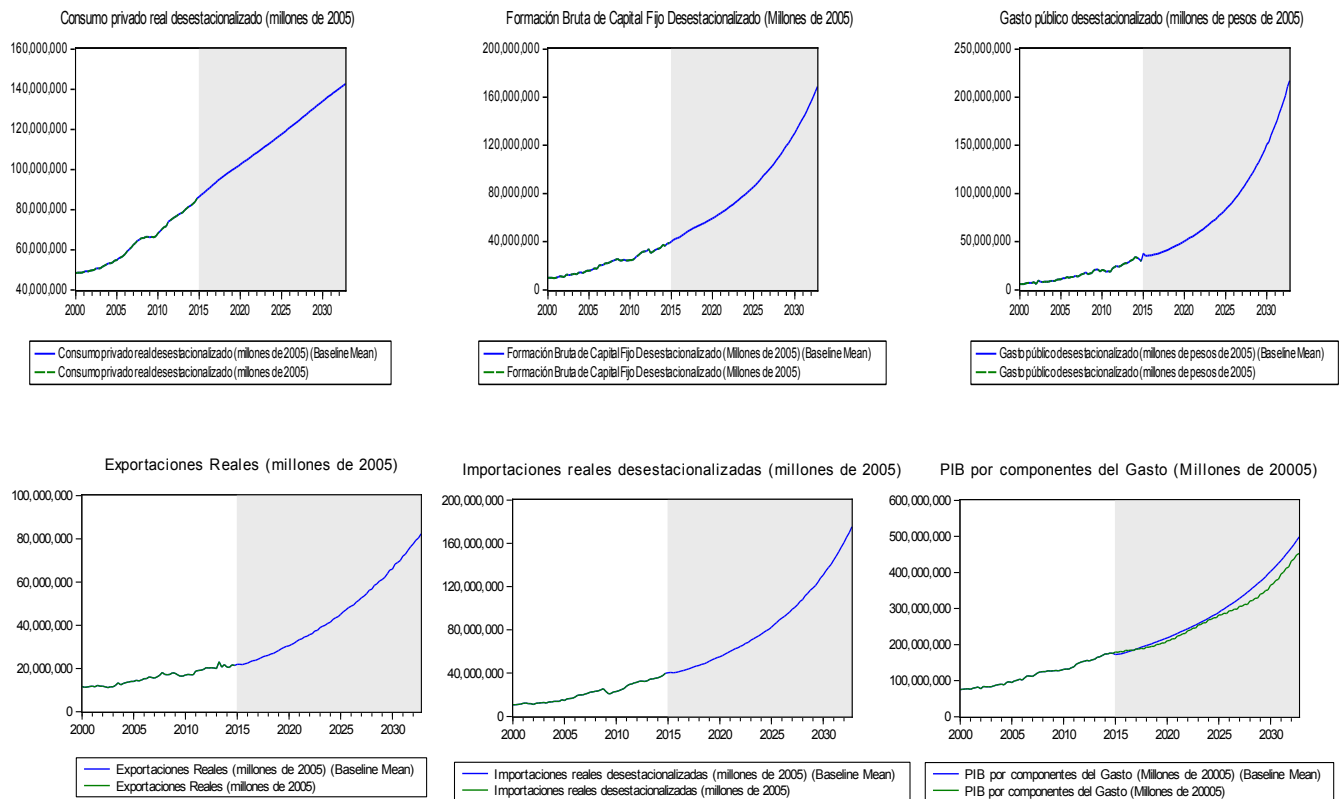 Consumo privado real desestacionalizado (millones de 2005)
160,000,000
140,000,000
120,000,000
100,000,000
80,000,000
60,000,000
40,000,000
2000 2005 2010 2015 2020 2025 2030
Consumo privado real desestacionalizado (millones de 2005) (Baseline Mean)
Consumo privado real desestacionalizado (millones de 2005)
Formación Bruta de Capital Fijo Desestacionalizado (Millones de 2005)
200,000,000
160,000,000
120,000,000
80,000,000
40,000,000
0
2000 2005 2010 2015 2020 2025 2030
Formación Bruta de Capital Fijo Desestacionalizado (Millones de 2005) (Baseline Mean)
Formación Bruta de Capital Fijo Desestacionalizado (Millones de 2005)
Gasto público desestacionalizado (millones de pesos de 2005)
250,000,000
200,000,000
150,000,000
100,000,000
50,000,000
0
2000 2005 2010 2015 2020 2025 2030
Gasto público desestacionalizado (millones de pesos de 2005) (Baseline Mean)
Gasto público desestacionalizado (millones de pesos de 2005)
Exportaciones Reales (millones de 2005)
100,000,000
80,000,000
60,000,000
40,000,000
20,000,000
0
2000 2005 2010 2015 2020 2025 2030
Exportaciones Reales (millones de 2005) (Baseline Mean)
Exportaciones Reales (millones de 2005)
Importaciones reales desestacionalizadas (millones de 2005)
200,000,000
160,000,000
120,000,000
80,000,000
40,000,000
0
2000 2005 2010 2015 2020 2025 2030
Importaciones reales desestacionalizadas (millones de 2005) (Baseline Mean)
Importaciones reales desestacionalizadas (millones de 2005)
PIB por componentes del Gasto (Millones de 20005)
600,000,000
500,000,000
400,000,000
300,000,000
200,000,000
100,000,000
0
2000 2005 2010 2015 2020 2025 2030
PIB por componentes del Gasto (Millones de 20005) (Baseline Mean)
PIB por componentes del Gasto (Millones de 20005)